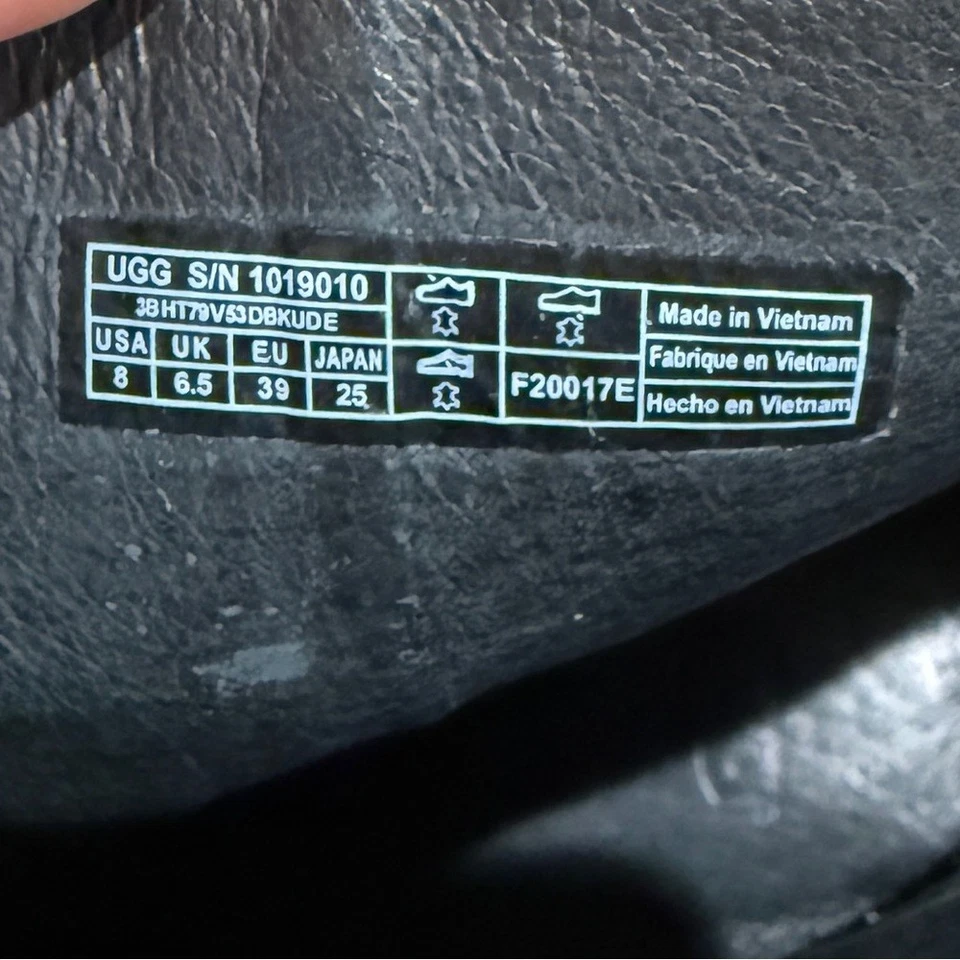 UGG S/N 1019010
3BHT79V53DBKUDE
USA UK EU JAPAN
8 6.5 39 25
F20017E
Made in Vietnam
Fabrique en Vietnam
Hecho en Vietnam